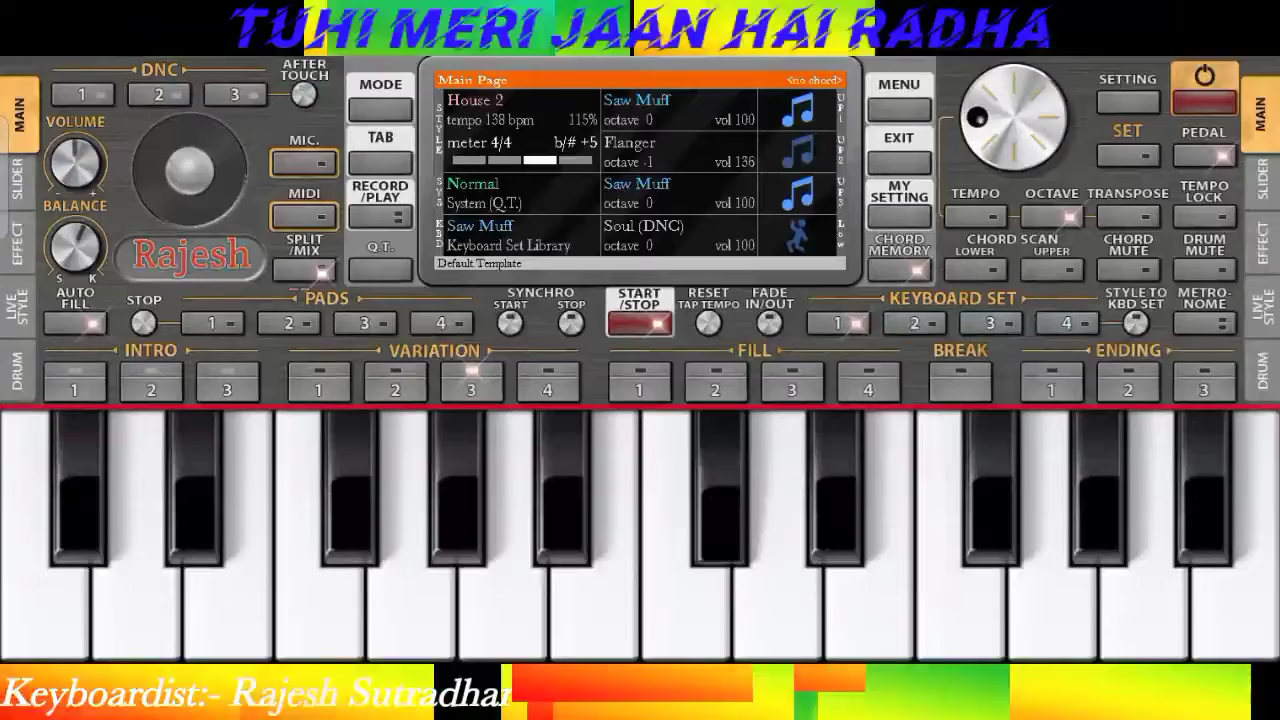 TUHI MERI JAAN HAI RADHA
DNC
AFTER TOUCH
1 2 3
VOLUME
BALANCE
S K
Rajesh
MIC.
MIDI
SPLIT /MIX
MODE
TAB
RECORD /PLAY
Q.T.
Main Page <no chord>
House 2
tempo 138 bpm 115%
meter 4/4 b/# +5
Normal
System (Q.T.)
Saw Muff
Keyboard Set Library
STYLE
SYS
KBD
Saw Muff
octave 0 vol 100
Flanger
octave -1 vol 136
Saw Muff
octave 0 vol 100
Soul (DNC)
octave 0 vol 100
UP1
UP2
UP3
Low
Default Template
MENU
EXIT
MY SETTING
CHORD MEMORY
SETTING
SET
PEDAL
TEMPO OCTAVE TRANSPOSE TEMPO LOCK
CHORD SCAN
LOWER UPPER
CHORD MUTE
DRUM MUTE
MAIN
SLIDER
EFFECT
LIVE STYLE
DRUM
MAIN
SLIDER
EFFECT
LIVE STYLE
DRUM
AUTO FILL
STOP
PADS
1 2 3 4
SYNCHRO
START STOP
START /STOP
RESET
TAP TEMPO
FADE IN/OUT
KEYBOARD SET
1 2 3 4
STYLE TO KBD SET
METRO-NOME
INTRO
1 2 3
VARIATION
1 2 3 4
FILL
1 2 3 4
BREAK
ENDING
1 2 3
Keyboardist:- Rajesh Sutradhar